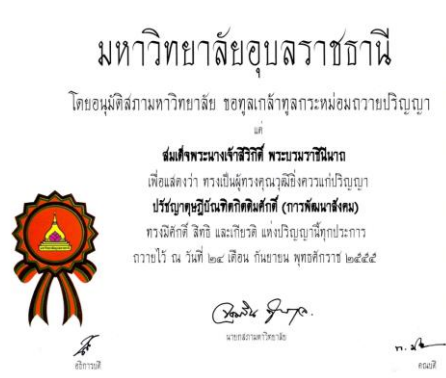 มหาวิทยาลัยอุบลราชธานี
โดยอนุมัติสภามหาวิทยาลัย ขอทูลเกล้าทูลกระหม่อมถวายปริญญา
แด่
สมเด็จพระนางเจ้าสิริกิติ์ พระบรมราชินีนาถ
เพื่อแสดงว่า ทรงเป็นผู้ทรงคุณวุฒิยิ่งควรแก่ปริญญา
ปรัชญาดุษฎีบัณฑิตกิตติมศักดิ์ (การพัฒนาสังคม)
ทรงมีศักดิ์ สิทธิ และเกียรติ แห่งปริญญานี้ทุกประการ
ถวายไว้ ณ วันที่ ๒๔ เดือน กันยายน พุทธศักราช ๒๕๕๕
นายกสภามหาวิทยาลัย
อธิการบดี
คณบดี